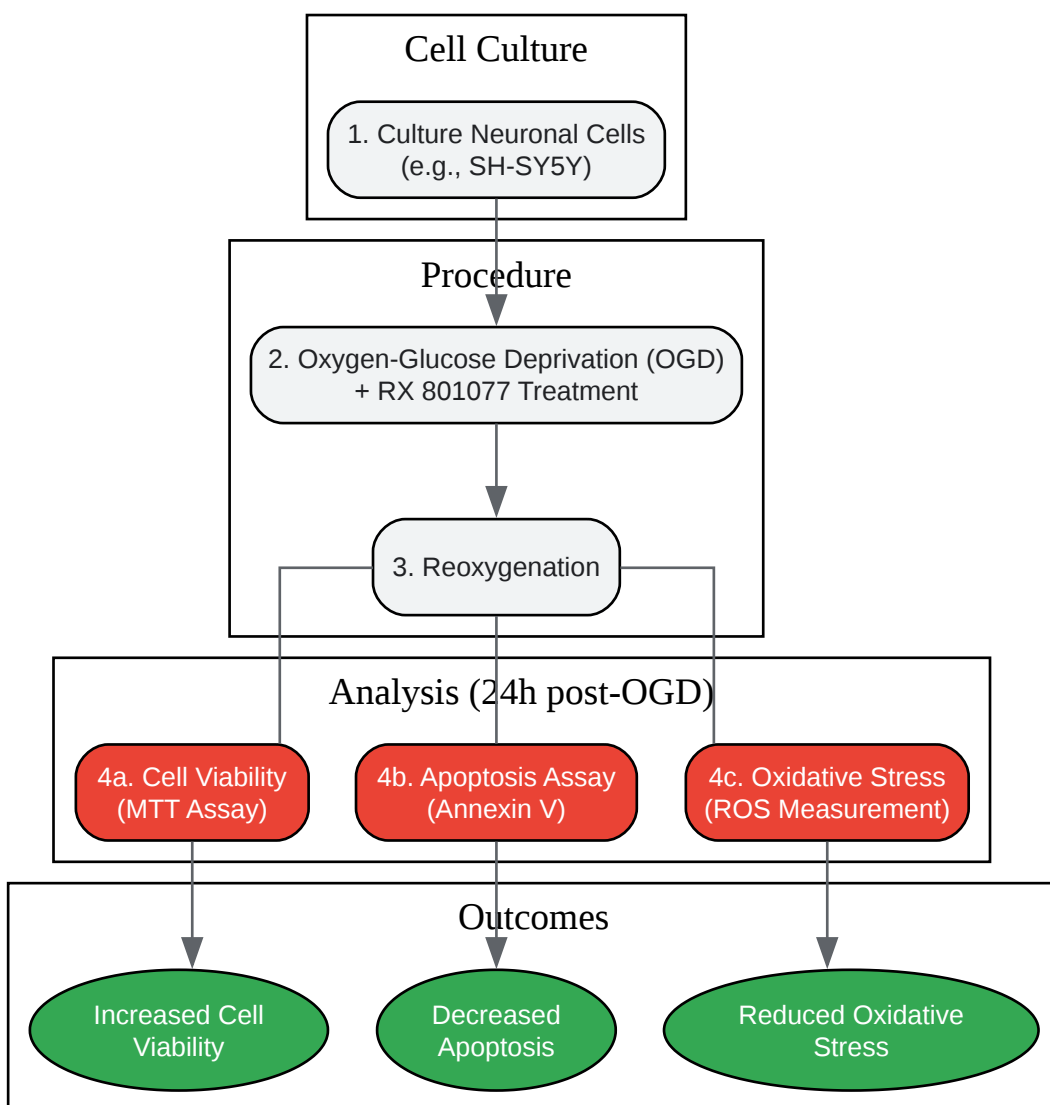 Cell Culture
1. Culture Neuronal Cells
(e.g., SH-SY5Y)
Procedure
2. Oxygen-Glucose Deprivation (OGD)
+ RX 801077 Treatment
3. Reoxygenation
Analysis (24h post-OGD)
4a. Cell Viability
(MTT Assay)
4b. Apoptosis Assay
(Annexin V)
4c. Oxidative Stress
(ROS Measurement)
Outcomes
Increased Cell
Viability
Decreased
Apoptosis
Reduced Oxidative
Stress